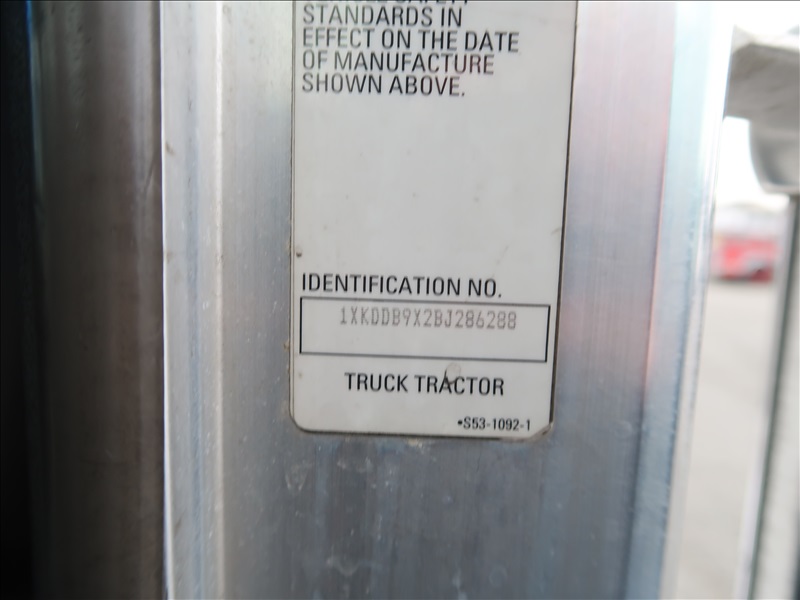 STANDARDS IN
EFFECT ON THE DATE
OF MANUFACTURE
SHOWN ABOVE.
IDENTIFICATION NO.
1XKDDB9X2BJ286288
TRUCK TRACTOR
•S53-1092-1